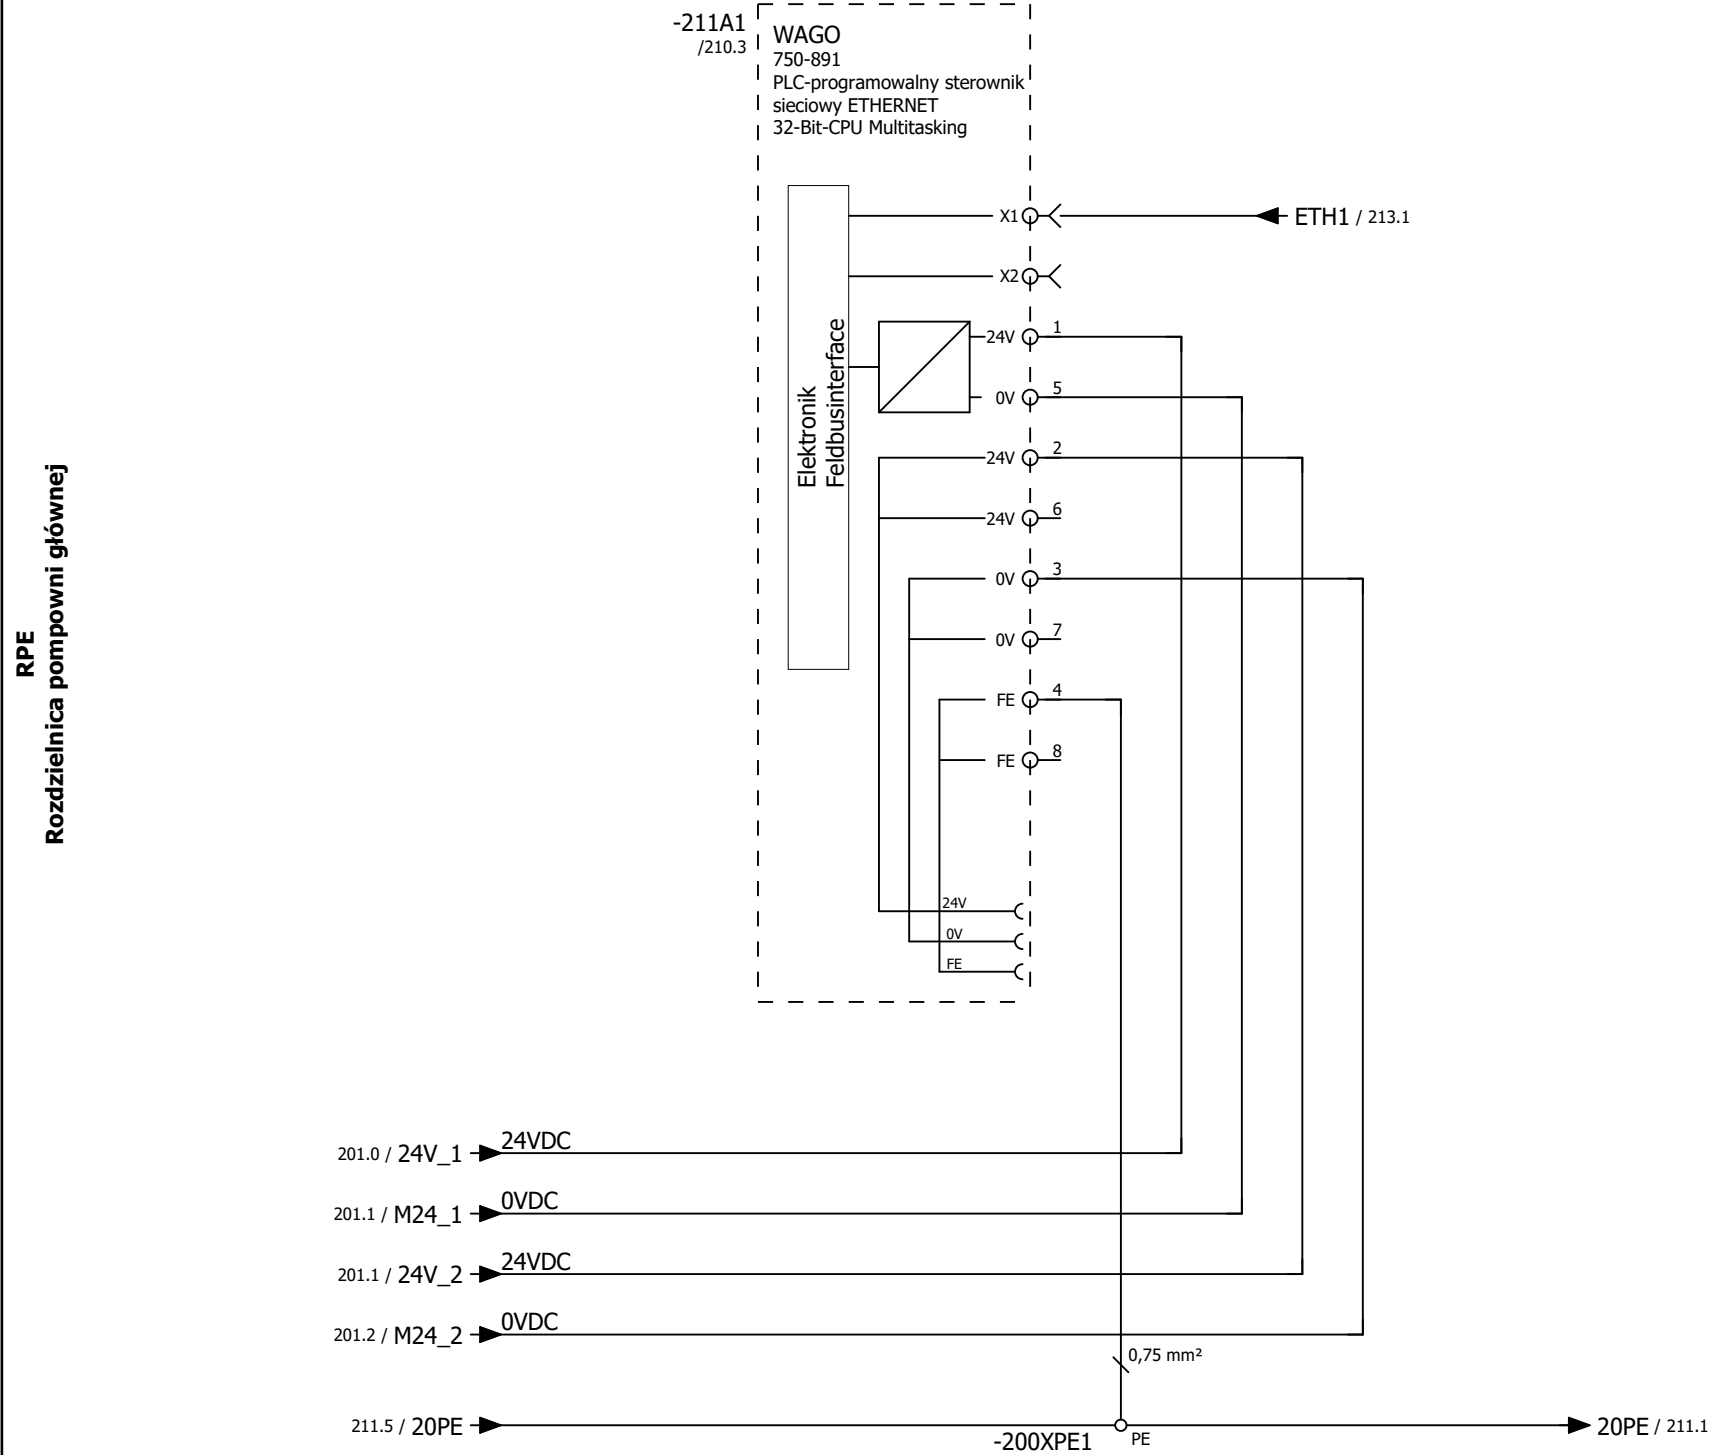 -211A1
/210.3
WAGO
750-891
PLC-programowalny sterownik
sieciowy ETHERNET
32-Bit-CPU Multitasking
X1
ETH1 / 213.1
X2
24V 1
0V 5
24V 2
24V 6
0V 3
0V 7
FE 4
FE 8
Elektronik
Feldbusinterface
24V
0V
FE
RPE
Rozdzielnica pompowni głównej
201.0 / 24V_1 24VDC
201.1 / M24_1 0VDC
201.1 / 24V_2 24VDC
201.2 / M24_2 0VDC
0,75 mm²
211.5 / 20PE
-200XPE1 PE
20PE / 211.1